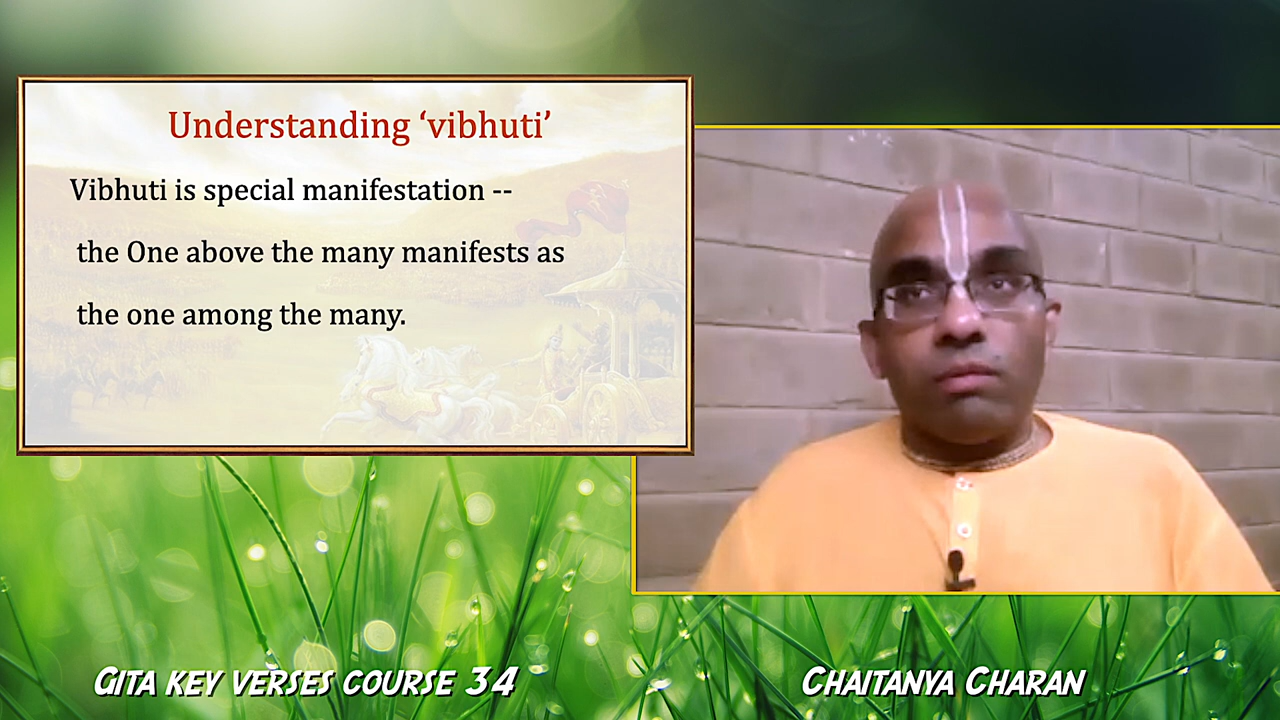 Understanding ‘vibhuti’
Vibhuti is special manifestation --
the One above the many manifests as
the one among the many.
GITA KEY VERSES COURSE 34
CHAITANYA CHARAN